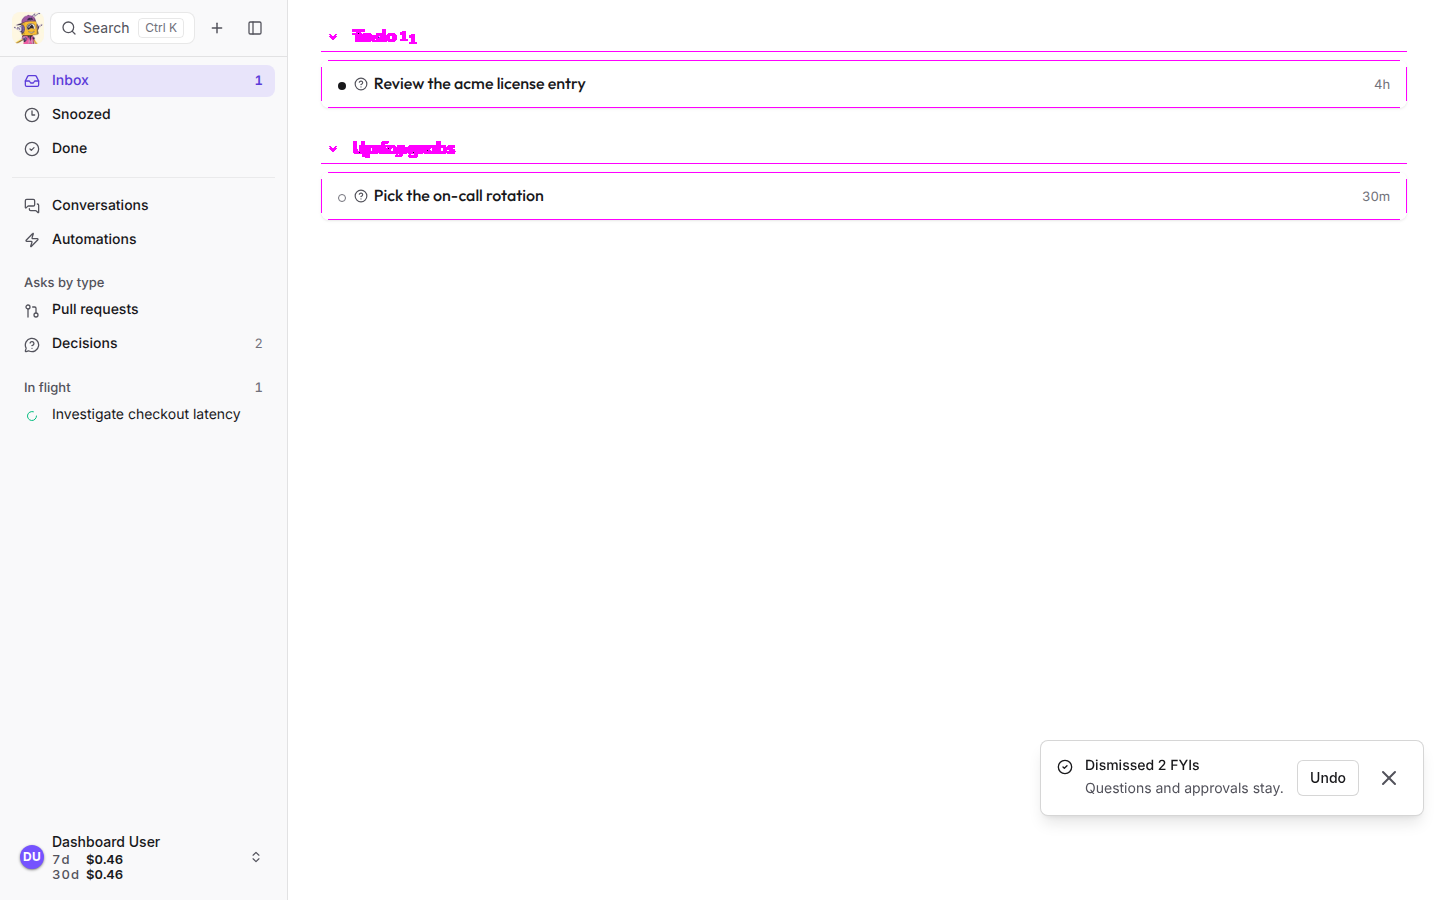 Search Ctrl K
Inbox 1
Snoozed
Done
Conversations
Automations
Asks by type
Pull requests
Decisions 2
In flight 1
Investigate checkout latency
Dashboard User
7d $0.46
30d $0.46
Review the acme license entry 4h
Pick the on-call rotation 30m
Dismissed 2 FYIs
Questions and approvals stay.
Undo
DU